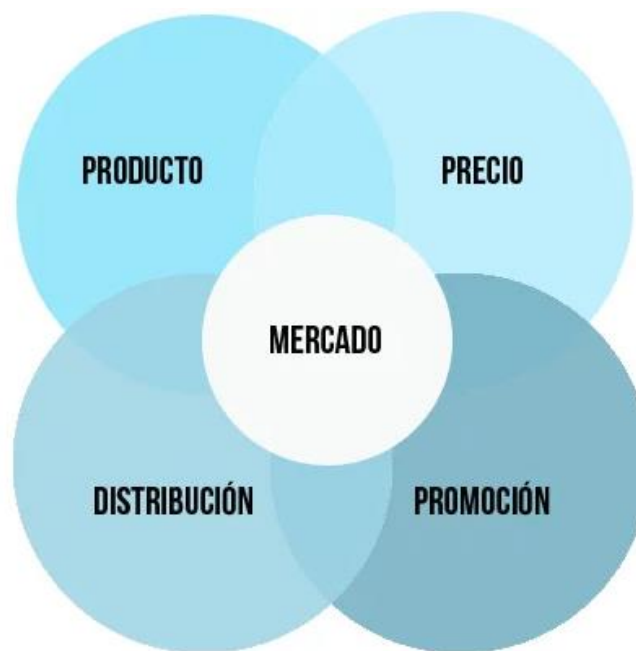 PRODUCTO
PRECIO
MERCADO
DISTRIBUCIÓN
PROMOCIÓN